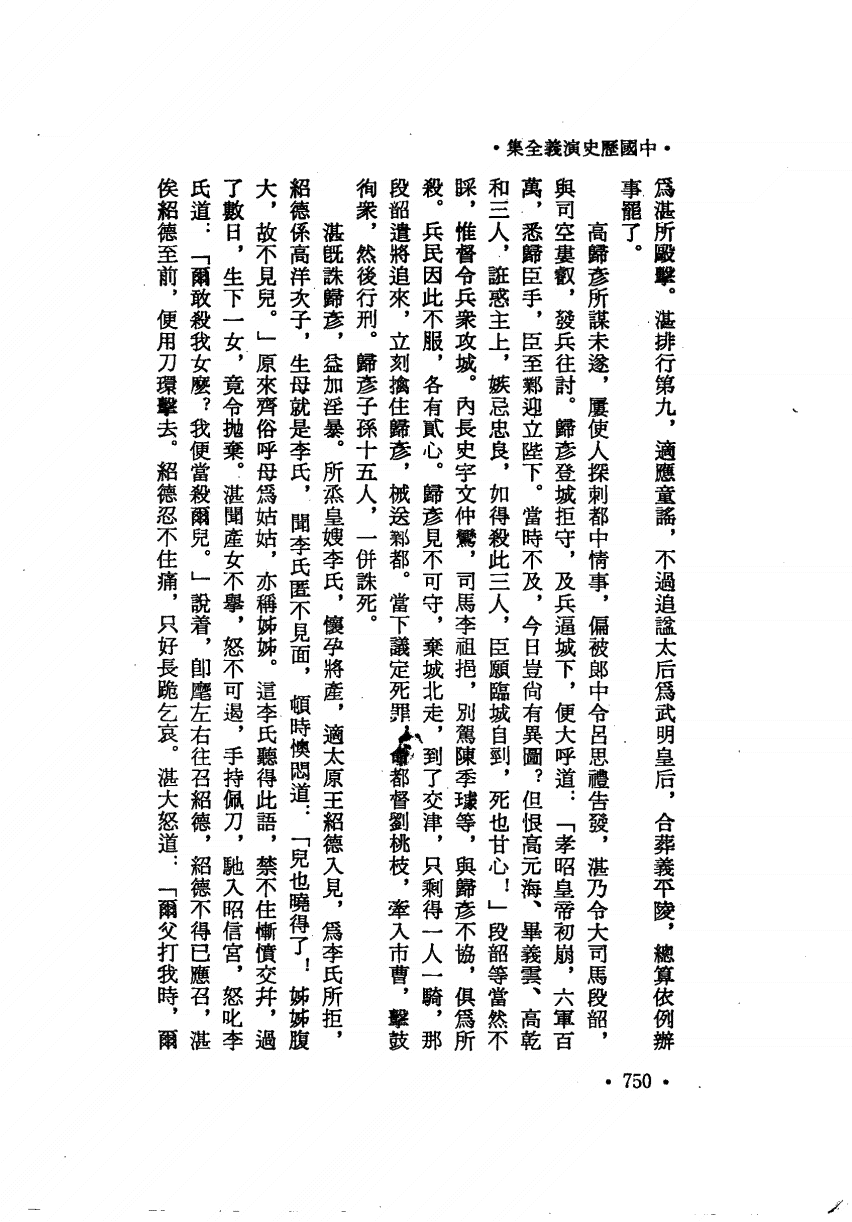 •中國歷史演義全集•
爲湛所毆擊。湛排行第九，適應童謠，不過追諡太后爲武明皇后，合葬義平陵，總算依例辦
事罷了。
高歸彥所謀未遂，屢使人探刺都中情事，偏被郎中令呂思禮告發，湛乃令大司馬段韶，
與司空婁叡，發兵往討。歸彥登城拒守，及兵逼城下，便大呼道：「孝昭皇帝初崩，六軍百
萬，悉歸臣手，臣至鄴迎立陛下。當時不及，今日豈尙有異圖？但恨高元海、畢義雲、高乾
和三人，誑惑主上，嫉忌忠良，如得殺此三人，臣願臨城自刎，死也甘心！」段韶等當然不
睬，惟督令兵衆攻城。內長史宇文仲鸞，司馬李祖挹，別駕陳季璩等，與歸彥不協，俱爲所
殺。兵民因此不服，各有貳心。歸彥見不可守，棄城北走，到了交津，只剩得一人一騎，那
段韶遣將追來，立刻擒住歸彥，械送鄴都。當下議定死罪，命都督劉桃枝，牽入市曹，擊鼓
徇衆，然後行刑。歸彥子孫十五人，一併誅死。
湛旣誅歸彥，益加淫暴。所烝皇嫂李氏，懷孕將產，適太原王紹德入見，爲李氏所拒，
紹德係高洋次子，生母就是李氏，聞李氏匿不見面，頓時懊悶道：「兒也曉得了！姊姊腹
大，故不見兒。」原來齊俗呼母爲姑姑，亦稱姊姊。這李氏聽得此語，禁不住慚憤交幷，過
了數日，生下一女，竟令拋棄。湛聞產女不擧，怒不可遏，手持佩刀，馳入昭信宮，怒叱李
氏道：「爾敢殺我女麽？我便當殺爾兒。」說着，卽麾左右往召紹德，紹德不得已應召，湛
俟紹德至前，便用刀環擊去。紹德忍不住痛，只好長跪乞哀。湛大怒道：「爾父打我時，爾
•750•